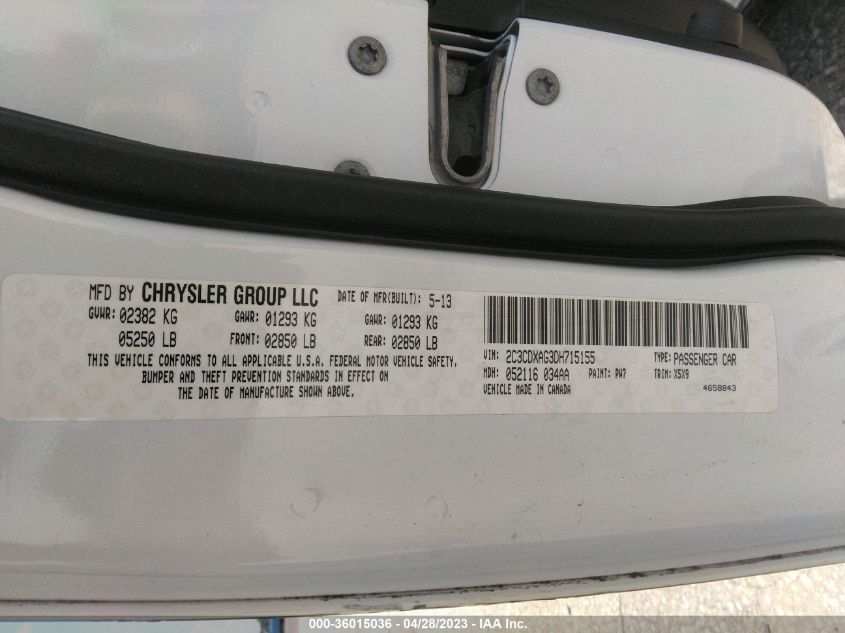 MFD BY CHRYSLER GROUP LLC DATE OF MFR(BUILT): 5-13
GVWR: 02382 KG GAWR: 01293 KG GAWR: 01293 KG
05250 LB FRONT: 02850 LB REAR: 02850 LB
THIS VEHICLE CONFORMS TO ALL APPLICABLE U.S.A. FEDERAL MOTOR VEHICLE SAFETY,
BUMPER AND THEFT PREVENTION STANDARDS IN EFFECT ON
THE DATE OF MANUFACTURE SHOWN ABOVE.
VIN: 2C3CDXAG3DH715155 TYPE: PASSENGER CAR
MDH: 052116 034AA PAINT: PW7 TRIM: X5X9
VEHICLE MADE IN CANADA 4658843
000-36015036 | 04/28/2023 | IAA Inc.